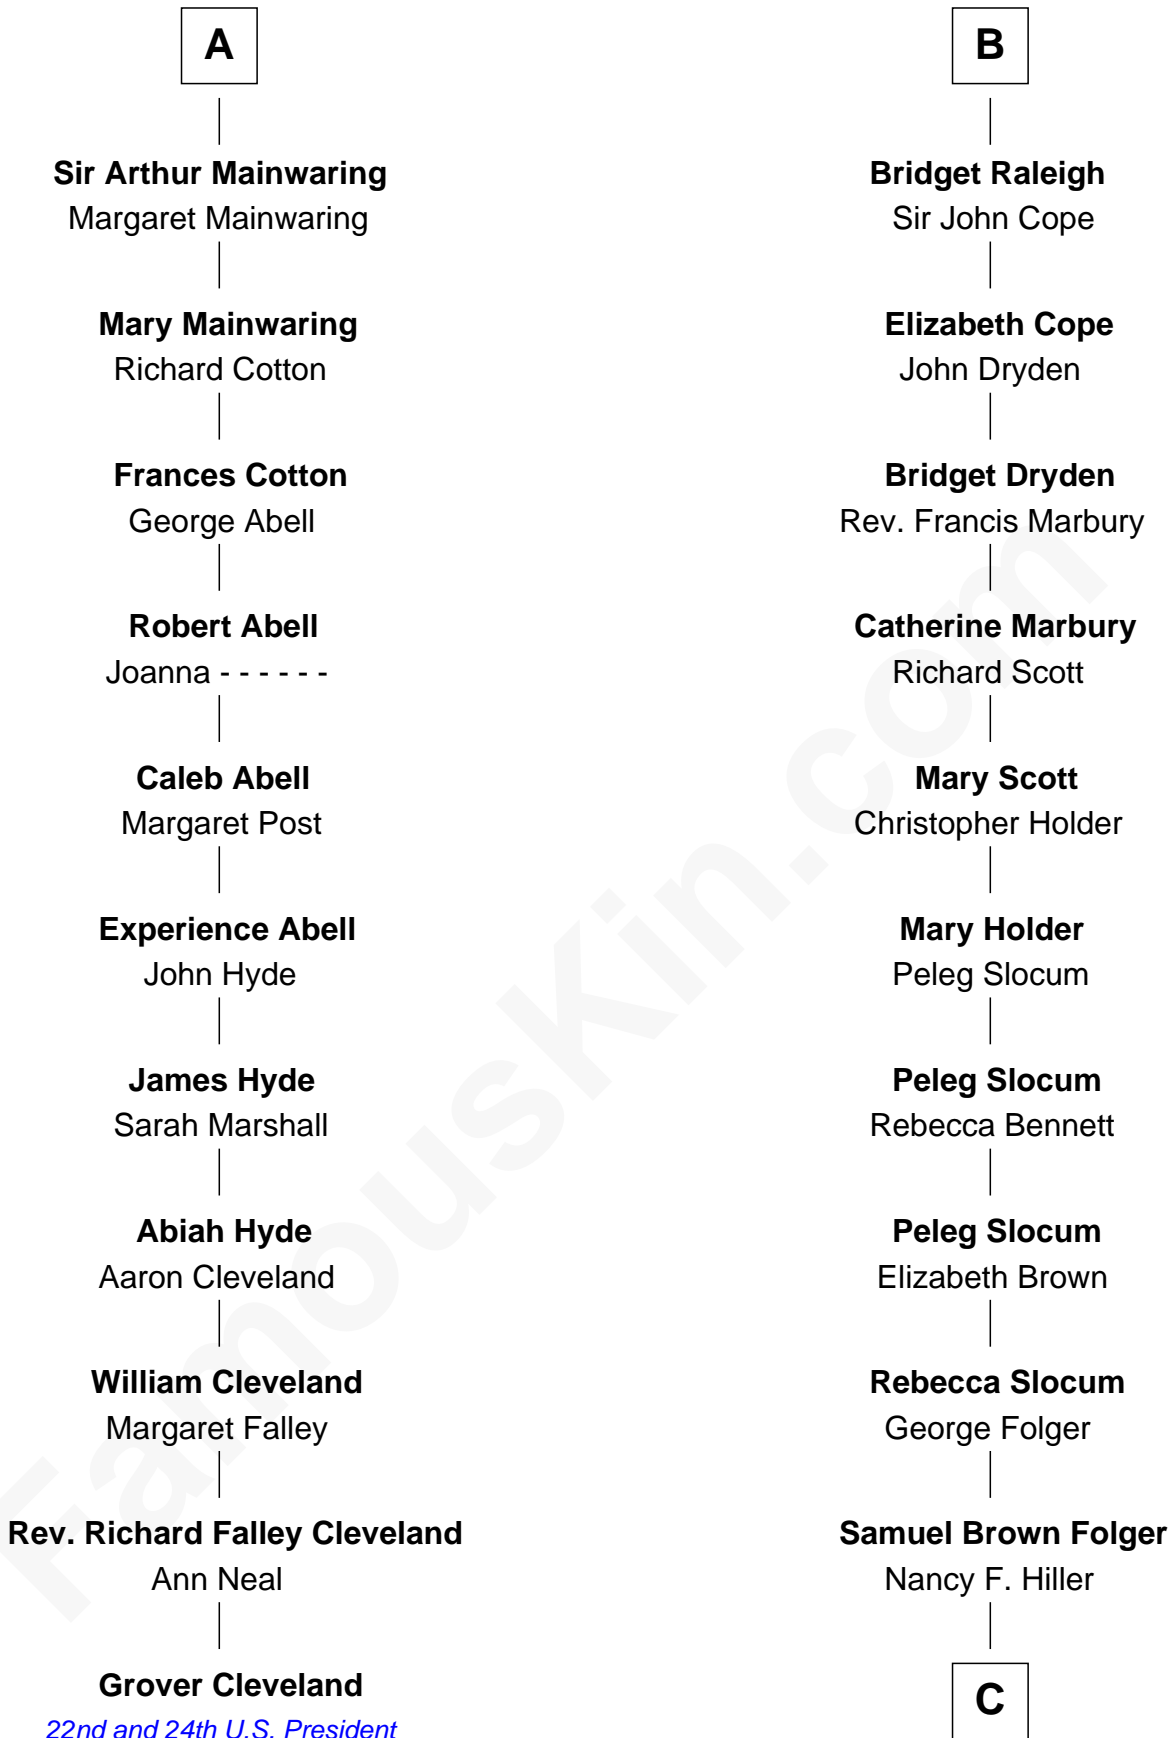 A
Sir Arthur Mainwaring
Margaret Mainwaring
Mary Mainwaring
Richard Cotton
Frances Cotton
George Abell
Robert Abell
Joanna - - - - - -
Caleb Abell
Margaret Post
Experience Abell
John Hyde
James Hyde
Sarah Marshall
Abiah Hyde
Aaron Cleveland
William Cleveland
Margaret Falley
Rev. Richard Falley Cleveland
Ann Neal
Grover Cleveland
22nd and 24th U.S. President
B
Bridget Raleigh
Sir John Cope
Elizabeth Cope
John Dryden
Bridget Dryden
Rev. Francis Marbury
Catherine Marbury
Richard Scott
Mary Scott
Christopher Holder
Mary Holder
Peleg Slocum
Peleg Slocum
Rebecca Bennett
Peleg Slocum
Elizabeth Brown
Rebecca Slocum
George Folger
Samuel Brown Folger
Nancy F. Hiller
C
FamousKin.com